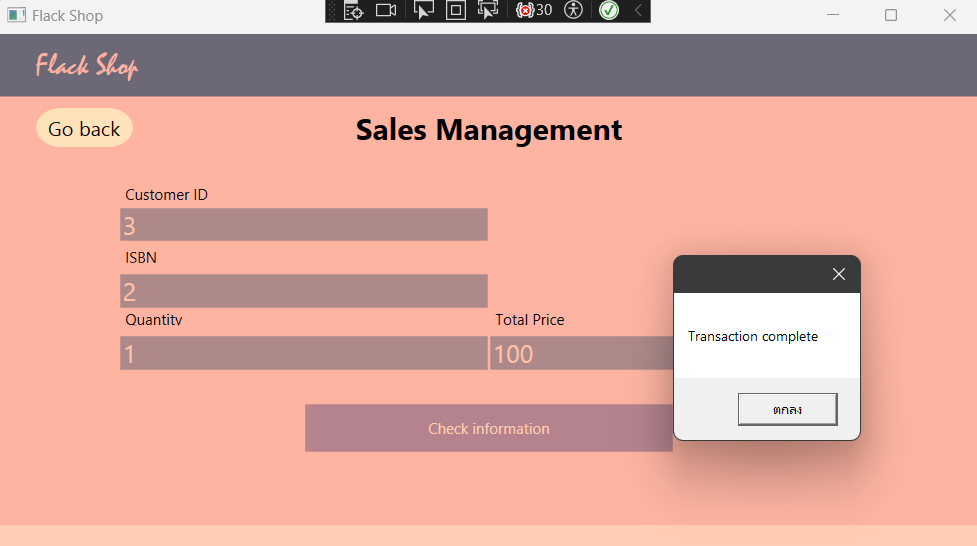 Flack Shop
30
Flack Shop
Go back
Sales Management
Customer ID
3
ISBN
2
Quantity
Total Price
1
100
Transaction complete
ตกลง
Check information